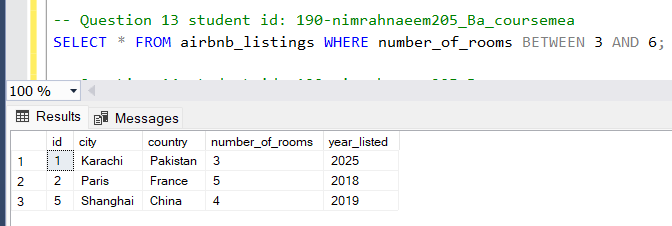 -- Question 13 student id: 190-nimrahnaeem205_Ba_coursemea
SELECT * FROM airbnb_listings WHERE number_of_rooms BETWEEN 3 AND 6;
100 %
Results Messages
id city country number_of_rooms year_listed
1 1 Karachi Pakistan 3 2025
2 2 Paris France 5 2018
3 5 Shanghai China 4 2019